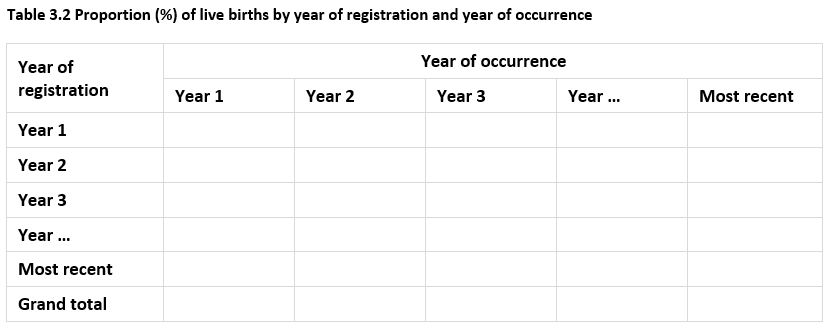 Table 3.2 Proportion (%) of live births by year of registration and year of occurrence
Year of registration
Year of occurrence
Year 1
Year 2
Year 3
Year ...
Most recent
Year 1
Year 2
Year 3
Year ...
Most recent
Grand total